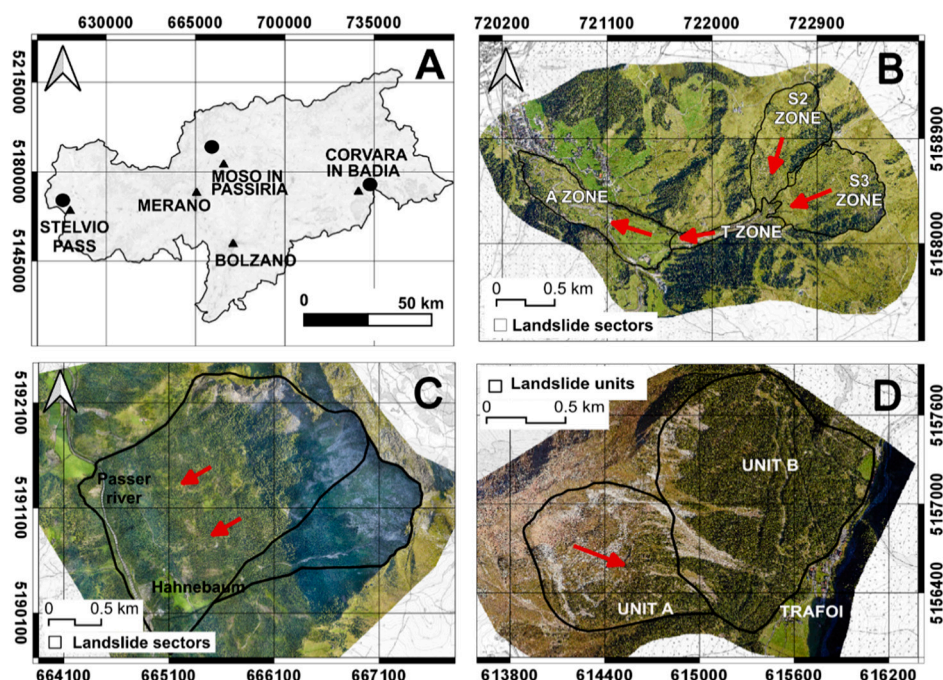 630000 665000 700000 735000
A
5215000
5180000
5145000
CORVARA
IN BADIA
MOSO IN
PASSIRIA
MERANO
STELVIO
PASS
BOLZANO
0 50 km
720200 721100 722000 722900
B
5158900
5158000
S2
ZONE
S3
ZONE
A ZONE
T ZONE
0 0.5 km
Landslide sectors
C
5192100
5191100
5190100
Passer
river
Hahnebaum
0 0.5 km
Landslide sectors
664100 665100 666100 667100
Landslide units
0 0.5 km
D
5157600
5157000
5156400
UNIT B
UNIT A
TRAFOI
613800 614400 615000 615600 616200